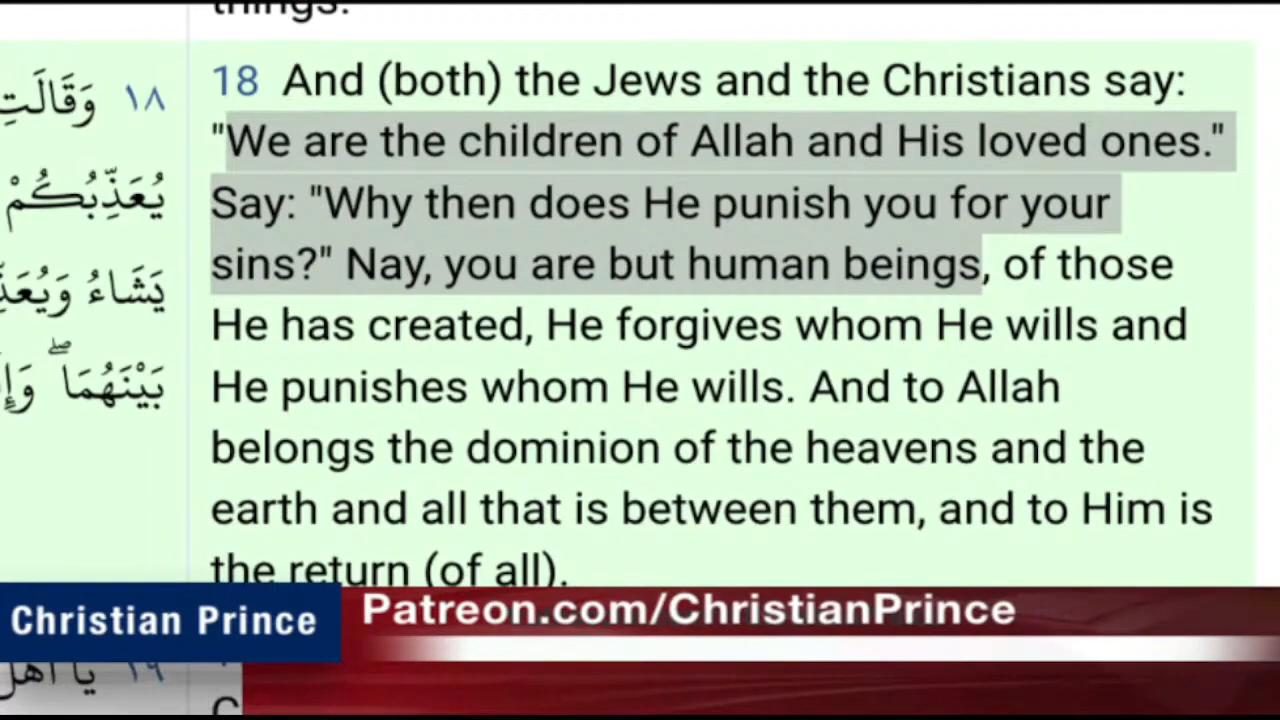 things.
18 And (both) the Jews and the Christians say:
"We are the children of Allah and His loved ones."
Say: "Why then does He punish you for your
sins?" Nay, you are but human beings, of those
He has created, He forgives whom He wills and
He punishes whom He wills. And to Allah
belongs the dominion of the heavens and the
earth and all that is between them, and to Him is
the return (of all).
١٨ وَقَالَتِ
يُعَذِّبُكُمْ
يَشَاءُ وَيُعَذِّ
بَيْنَهُمَا ۖ وَإِ
١٩ يَا أَهْلَ
Christian Prince
Patreon.com/ChristianPrince